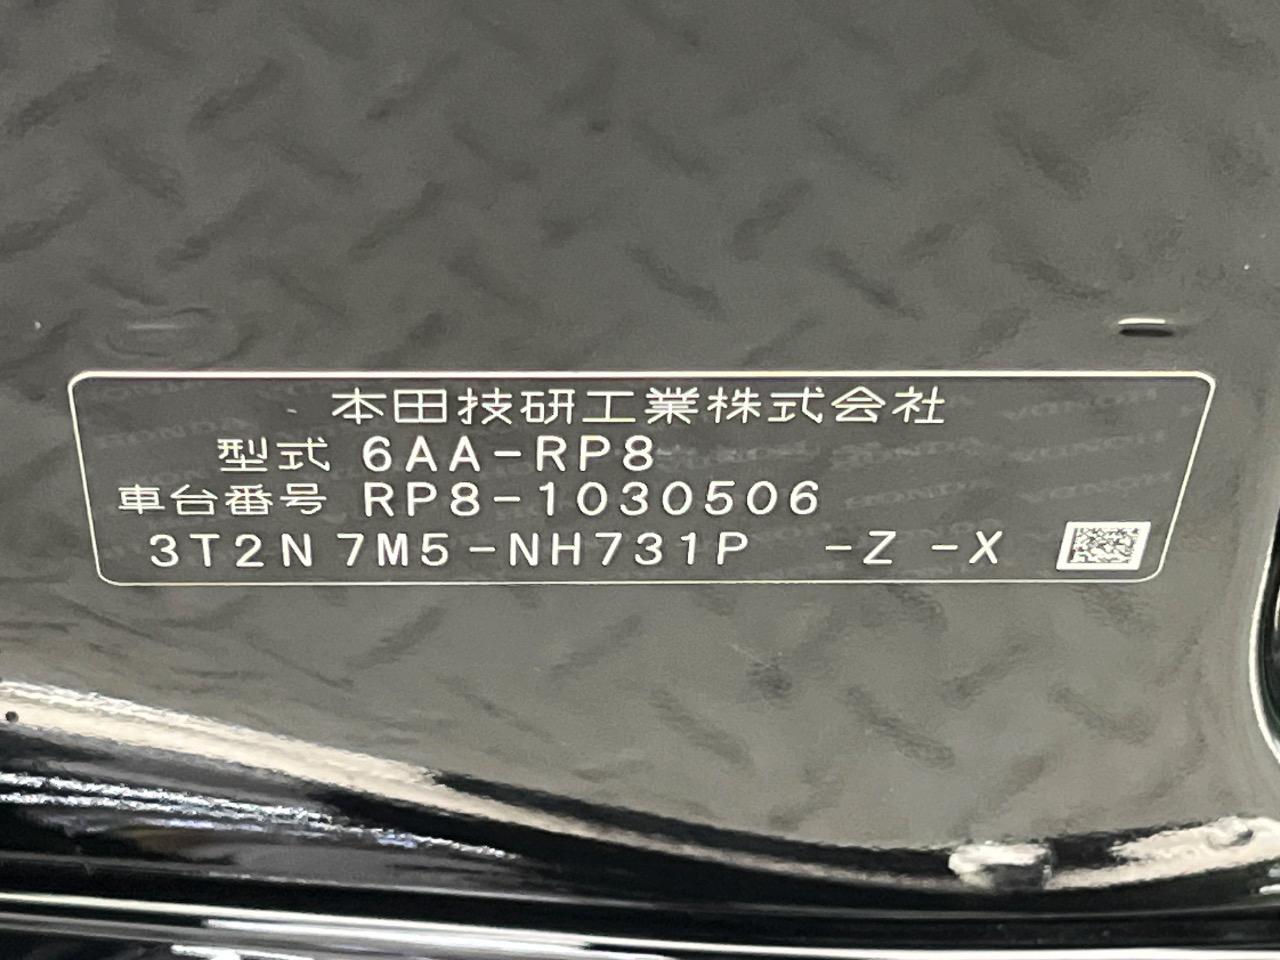 本田技研工業株式会社
型式 6AA-RP8
車台番号 RP8-1030506
3T2N 7M5-NH731P -Z -X